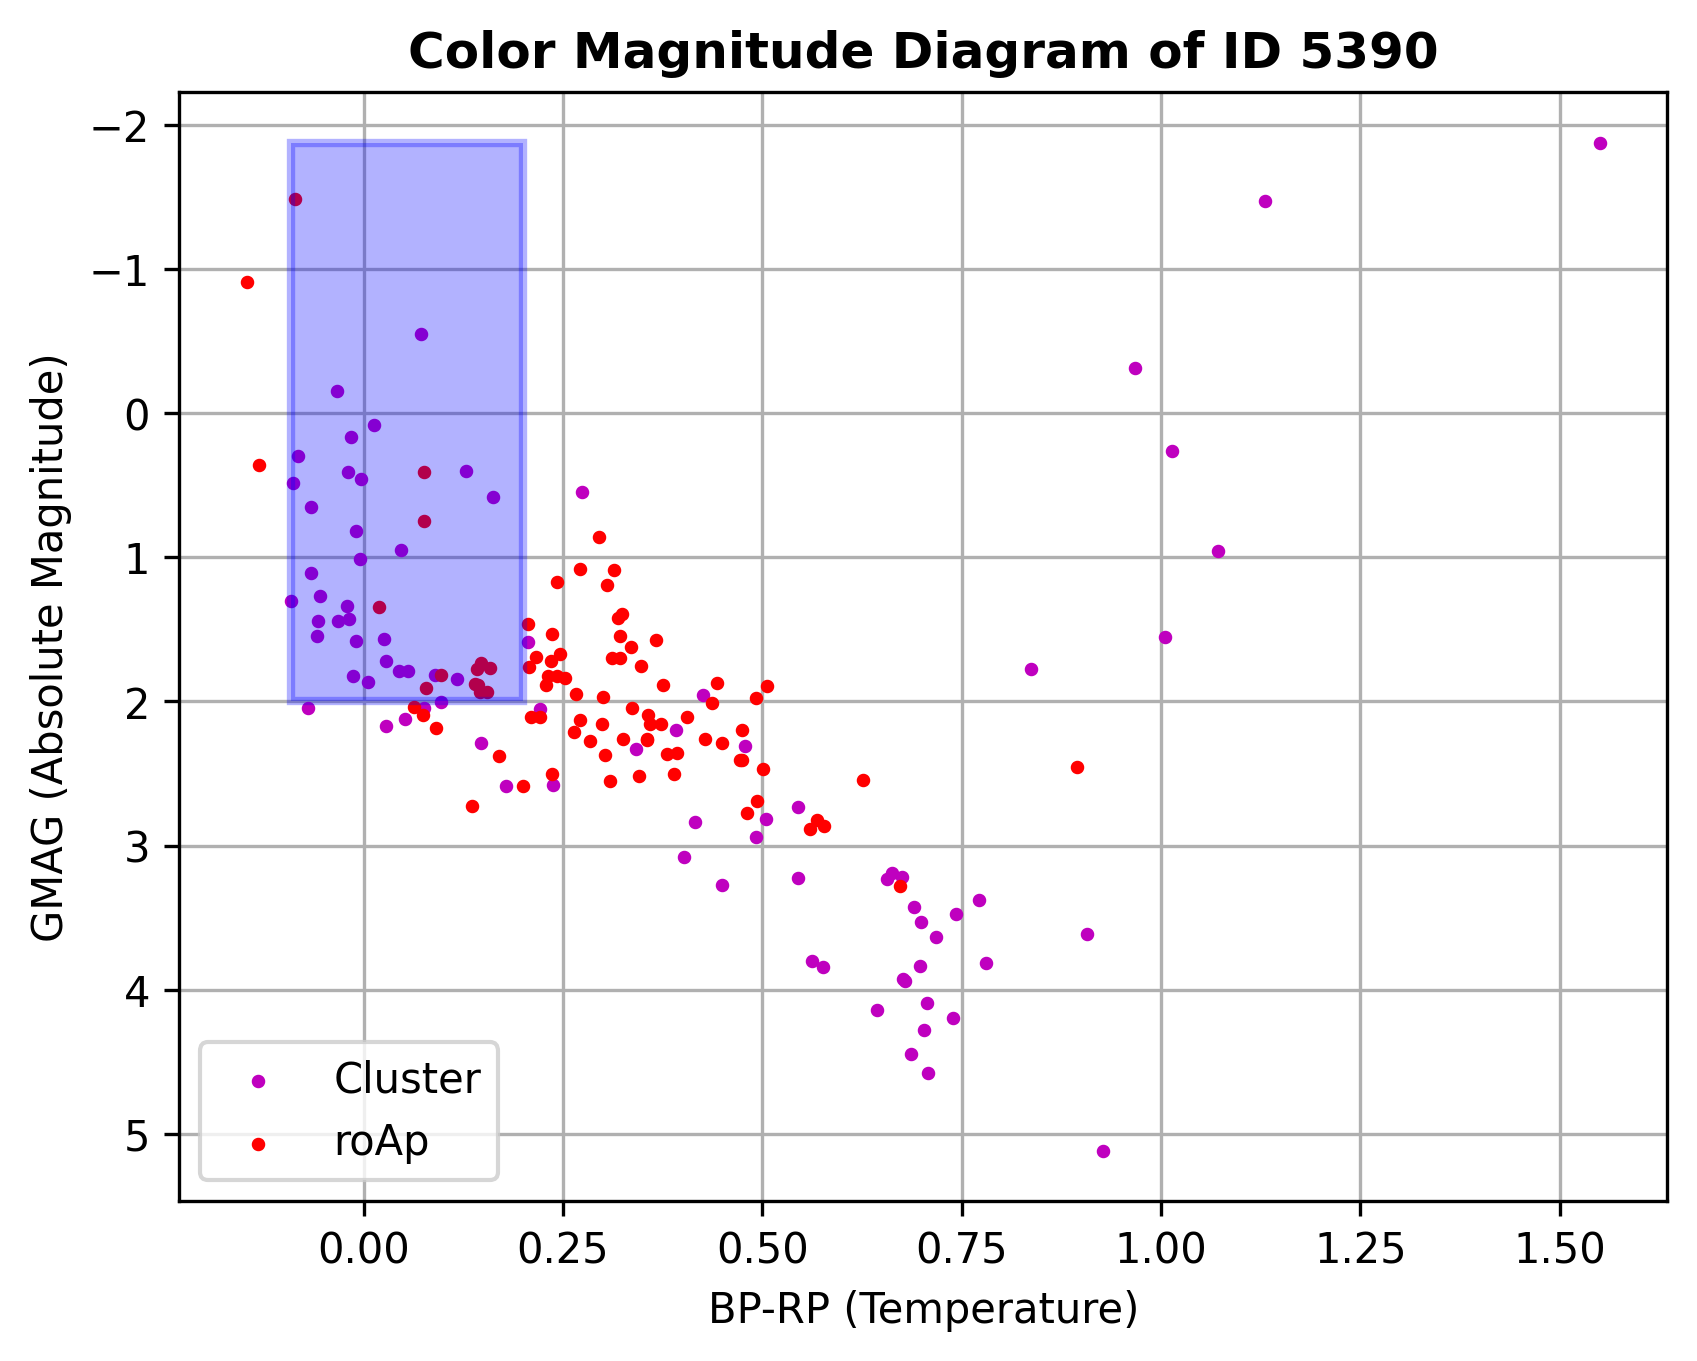 Color Magnitude Diagram of ID 5390
−2
−1
0
1
2
3
4
5
GMAG (Absolute Magnitude)
Cluster
roAp
0.00 0.25 0.50 0.75 1.00 1.25 1.50
BP-RP (Temperature)